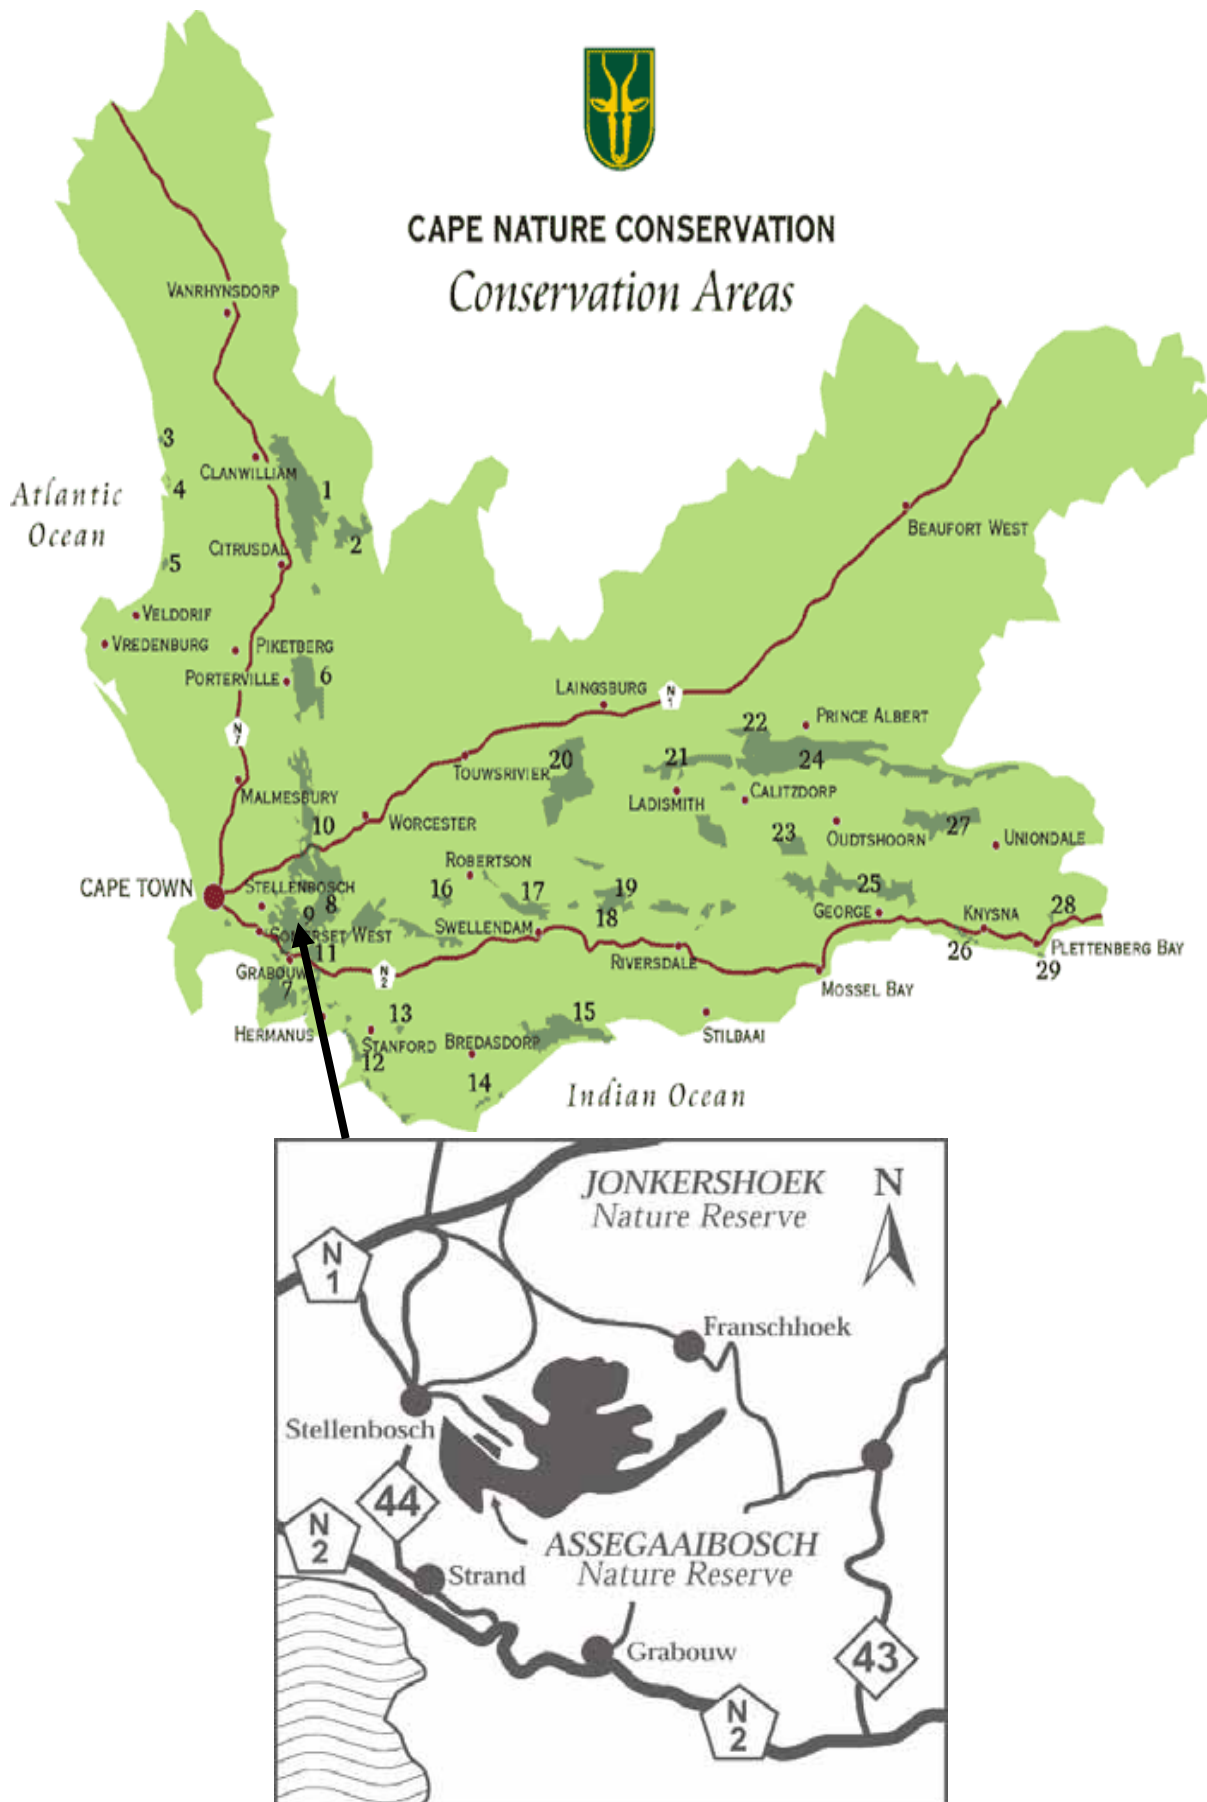 CAPE NATURE CONSERVATION
Conservation Areas
VANRHYNSDORP
3
CLANWILLIAM
Atlantic
Ocean
4
1
BEAUFORT WEST
2
CITRUSDAL
5
VELDDRIF
VREDENBURG
PIKETBERG
PORTERVILLE
6
LAINGSBURG
N
1
PRINCE ALBERT
22
N
7
20
21
24
TOUWSRIVIER
MALMESBURY
LADISMITH
CALITZDORP
10
WORCESTER
23
OUDTSHOORN
27
UNIONDALE
ROBERTSON
CAPE TOWN
STELLENBOSCH
8
16
17
19
25
9
18
GEORGE
KNYSNA
28
SOMERSET WEST
SWELLENDAM
11
GRABOUW
N
2
RIVERSDALE
26
PLETTENBERG BAY
29
7
MOSSEL BAY
13
15
HERMANUS
STANFORD
BREDASDORP
STILBAAI
12
14
Indian Ocean
JONKERSHOEK
Nature Reserve
N
N
1
Franschhoek
Stellenbosch
44
N
2
ASSEGAAIBOSCH
Nature Reserve
Strand
Grabouw
43
N
2